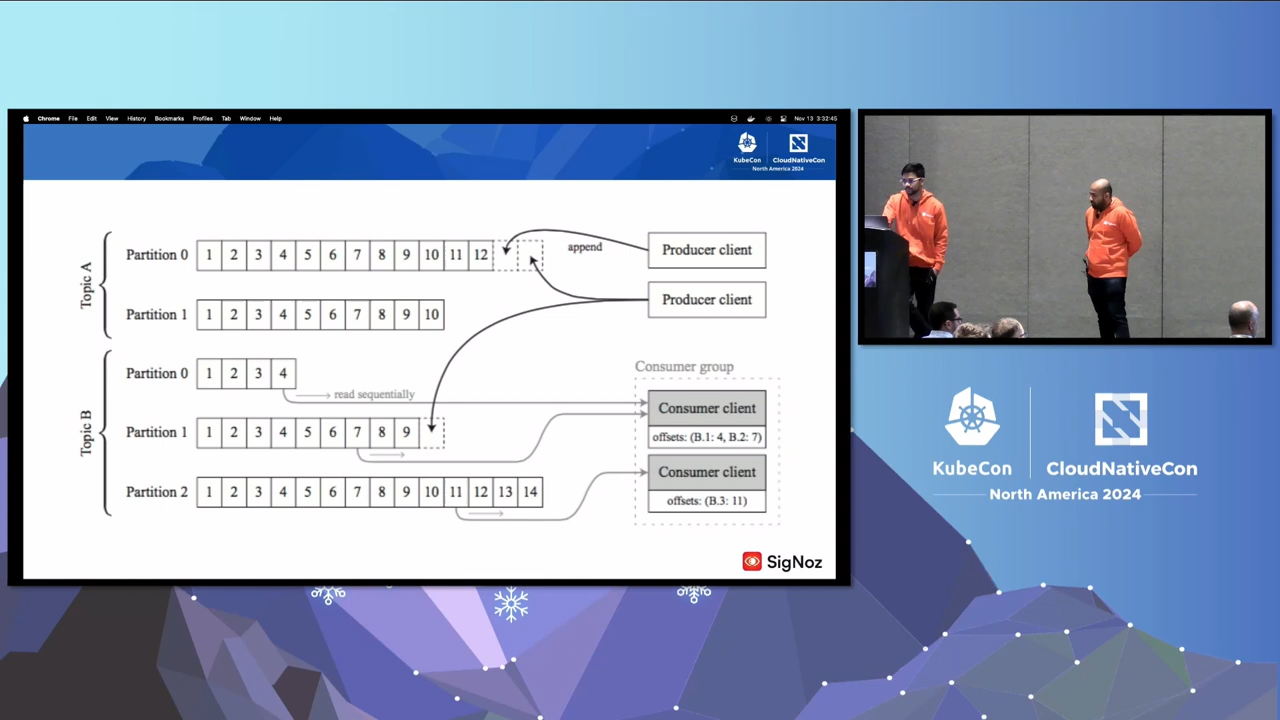 Chrome File Edit View History Bookmarks Profiles Tab Window Help Nov 13 3:32:45
KubeCon CloudNativeCon
North America 2024
Topic A
Partition 0 1 2 3 4 5 6 7 8 9 10 11 12
append
Producer client
Partition 1 1 2 3 4 5 6 7 8 9 10
Producer client
Topic B
Partition 0 1 2 3 4
read sequentially
Partition 1 1 2 3 4 5 6 7 8 9
Partition 2 1 2 3 4 5 6 7 8 9 10 11 12 13 14
Consumer group
Consumer client
offsets: (B.1: 4, B.2: 7)
Consumer client
offsets: (B.3: 11)
SigNoz
KubeCon CloudNativeCon
North America 2024